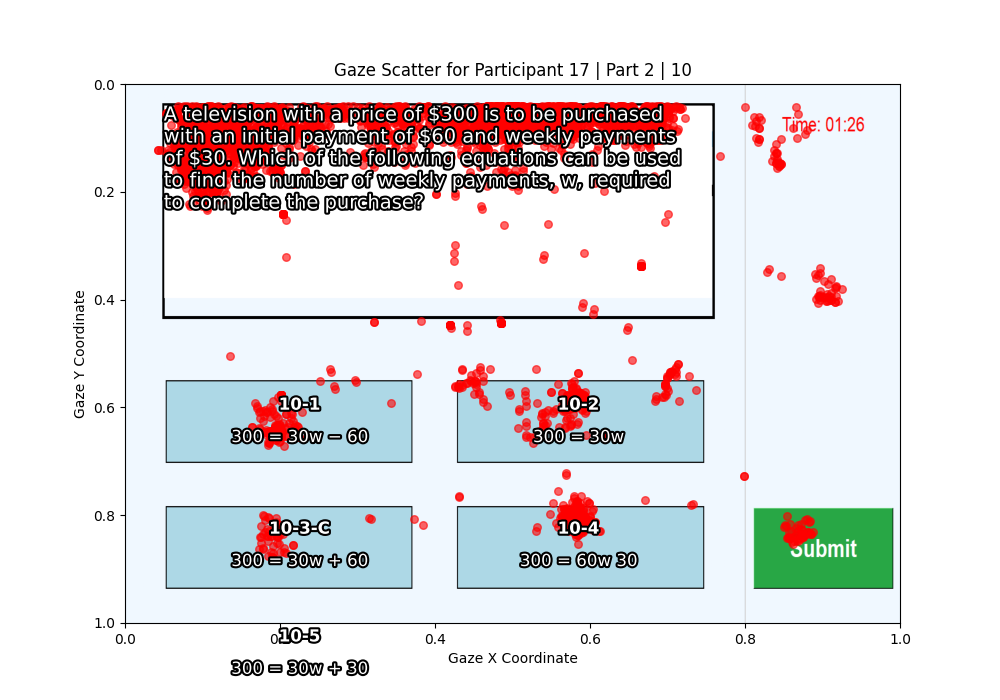 Gaze Scatter for Participant 17 | Part 2 | 10
0.0
0.2
0.4
0.6
0.8
1.0
Gaze Y Coordinate
A television with a price of $300 is to be purchased
with an initial payment of $60 and weekly payments
of $30. Which of the following equations can be used
to find the number of weekly payments, w, required
to complete the purchase?
Time: 01:26
10-1
300 = 30w − 60
10-2
300 = 30w
10-3-C
300 = 30w + 60
10-4
300 = 60w 30
Submit
10-5
300 = 30w + 30
0.0
0.2
0.4
0.6
0.8
1.0
Gaze X Coordinate